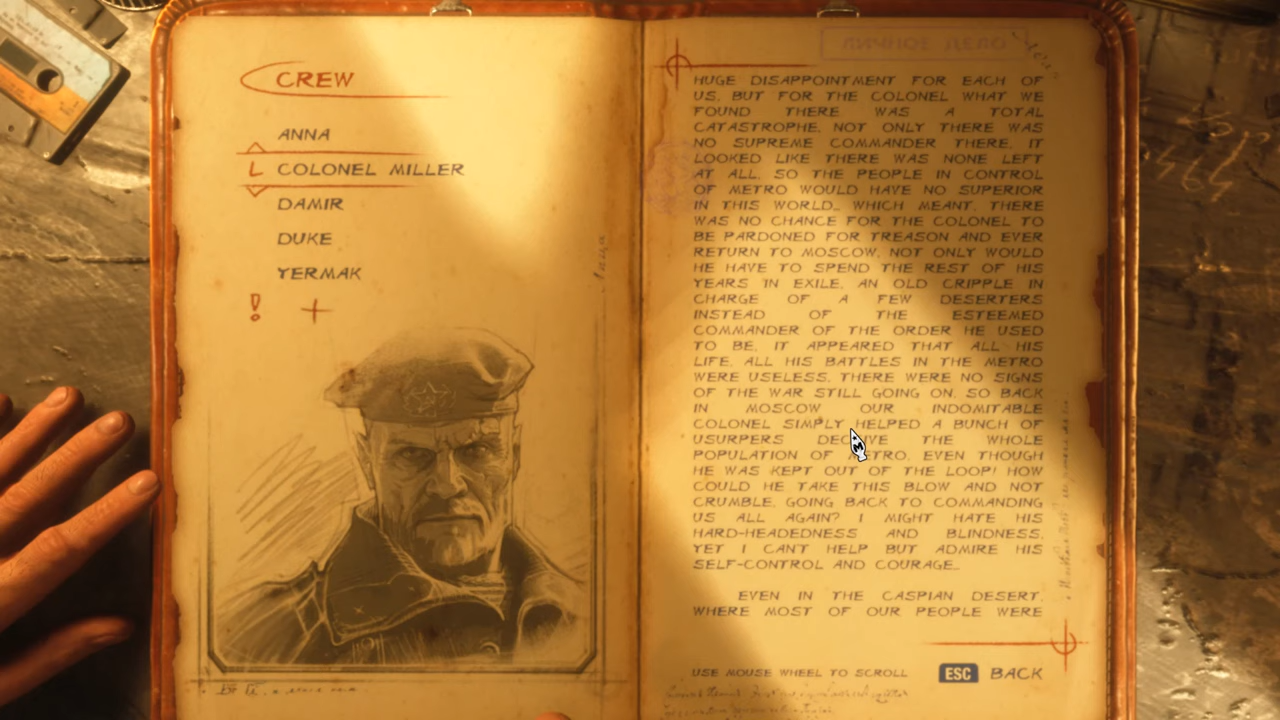 CREW
ANNA
L COLONEL MILLER
DAMIR
DUKE
YERMAK
! +
ЛИЧНОЕ ДЕЛО
HUGE DISAPPOINTMENT FOR EACH OF
US, BUT FOR THE COLONEL WHAT WE
FOUND THERE WAS A TOTAL
CATASTROPHE. NOT ONLY THERE WAS
NO SUPREME COMMANDER THERE, IT
LOOKED LIKE THERE WAS NONE LEFT
AT ALL. SO THE PEOPLE IN CONTROL
OF METRO WOULD HAVE NO SUPERIOR
IN THIS WORLD... WHICH MEANT, THERE
WAS NO CHANCE FOR THE COLONEL TO
BE PARDONED FOR TREASON AND EVER
RETURN TO MOSCOW. NOT ONLY WOULD
HE HAVE TO SPEND THE REST OF HIS
YEARS IN EXILE, AN OLD CRIPPLE IN
CHARGE OF A FEW DESERTERS
INSTEAD OF THE ESTEEMED
COMMANDER OF THE ORDER HE USED
TO BE, IT APPEARED THAT ALL HIS
LIFE, ALL HIS BATTLES IN THE METRO
WERE USELESS. THERE WERE NO SIGNS
OF THE WAR STILL GOING ON, SO BACK
IN MOSCOW OUR INDOMITABLE
COLONEL SIMPLY HELPED A BUNCH OF
USURPERS DECEIVE THE WHOLE
POPULATION OF METRO. EVEN THOUGH
HE WAS KEPT OUT OF THE LOOP! HOW
COULD HE TAKE THIS BLOW AND NOT
CRUMBLE, GOING BACK TO COMMANDING
US ALL AGAIN? I MIGHT HATE HIS
HARD-HEADEDNESS AND BLINDNESS,
YET I CAN'T HELP BUT ADMIRE HIS
SELF-CONTROL AND COURAGE...
EVEN IN THE CASPIAN DESERT,
WHERE MOST OF OUR PEOPLE WERE
USE MOUSE WHEEL TO SCROLL ESC BACK